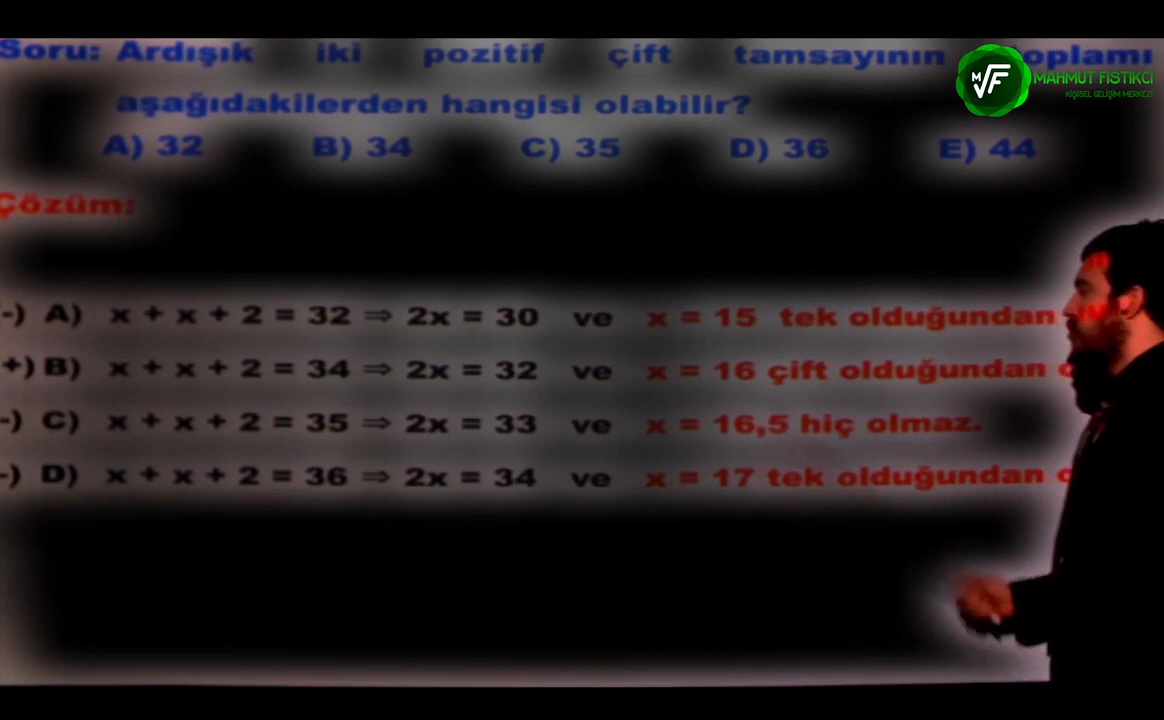 Soru: Ardışık iki pozitif çift tamsayının toplamı
aşağıdakilerden hangisi olabilir?
A) 32 B) 34 C) 35 D) 36 E) 44
MAHMUT FISTIKCI
KİŞİSEL GELİŞİM MERKEZİ
Çözüm:
-) A) x + x + 2 = 32 ⇒ 2x = 30 ve x = 15 tek olduğundan
+) B) x + x + 2 = 34 ⇒ 2x = 32 ve x = 16 çift olduğundan
-) C) x + x + 2 = 35 ⇒ 2x = 33 ve x = 16,5 hiç olmaz.
-) D) x + x + 2 = 36 ⇒ 2x = 34 ve x = 17 tek olduğundan